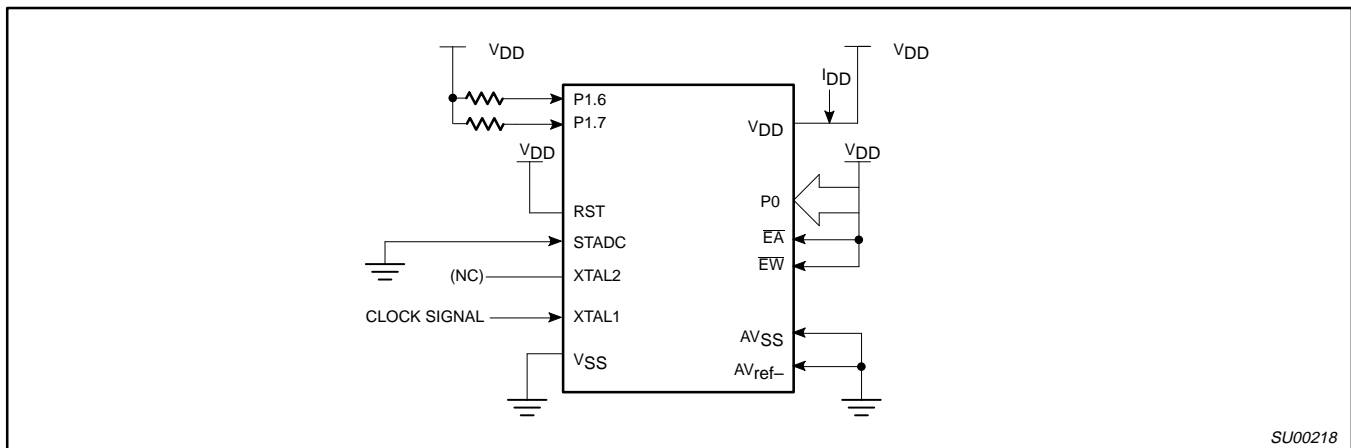 VDD
VDD
IDD
P1.6
P1.7
VDD
VDD
VDD
P0
RST
EA
STADC
EW
(NC)
XTAL2
CLOCK SIGNAL
XTAL1
AVSS
VSS
AVref–
SU00218